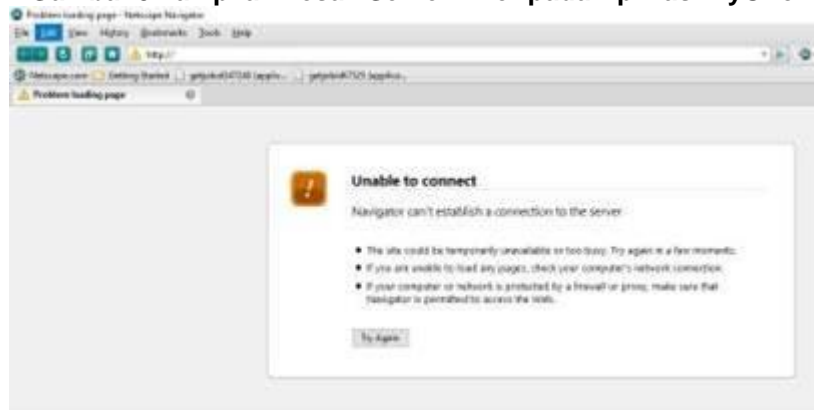 Problem loading page - Netscape Navigator
File Edit View History Bookmarks Tools Help
http://
Netscape.com Getting Started
Problem loading page
Unable to connect
Navigator can't establish a connection to the server
The site could be temporarily unavailable or too busy. Try again in a few moments.
If you are unable to load any pages, check your computer's network connection.
If your computer or network is protected by a firewall or proxy, make sure that
Navigator is permitted to access the Web.
Try Again